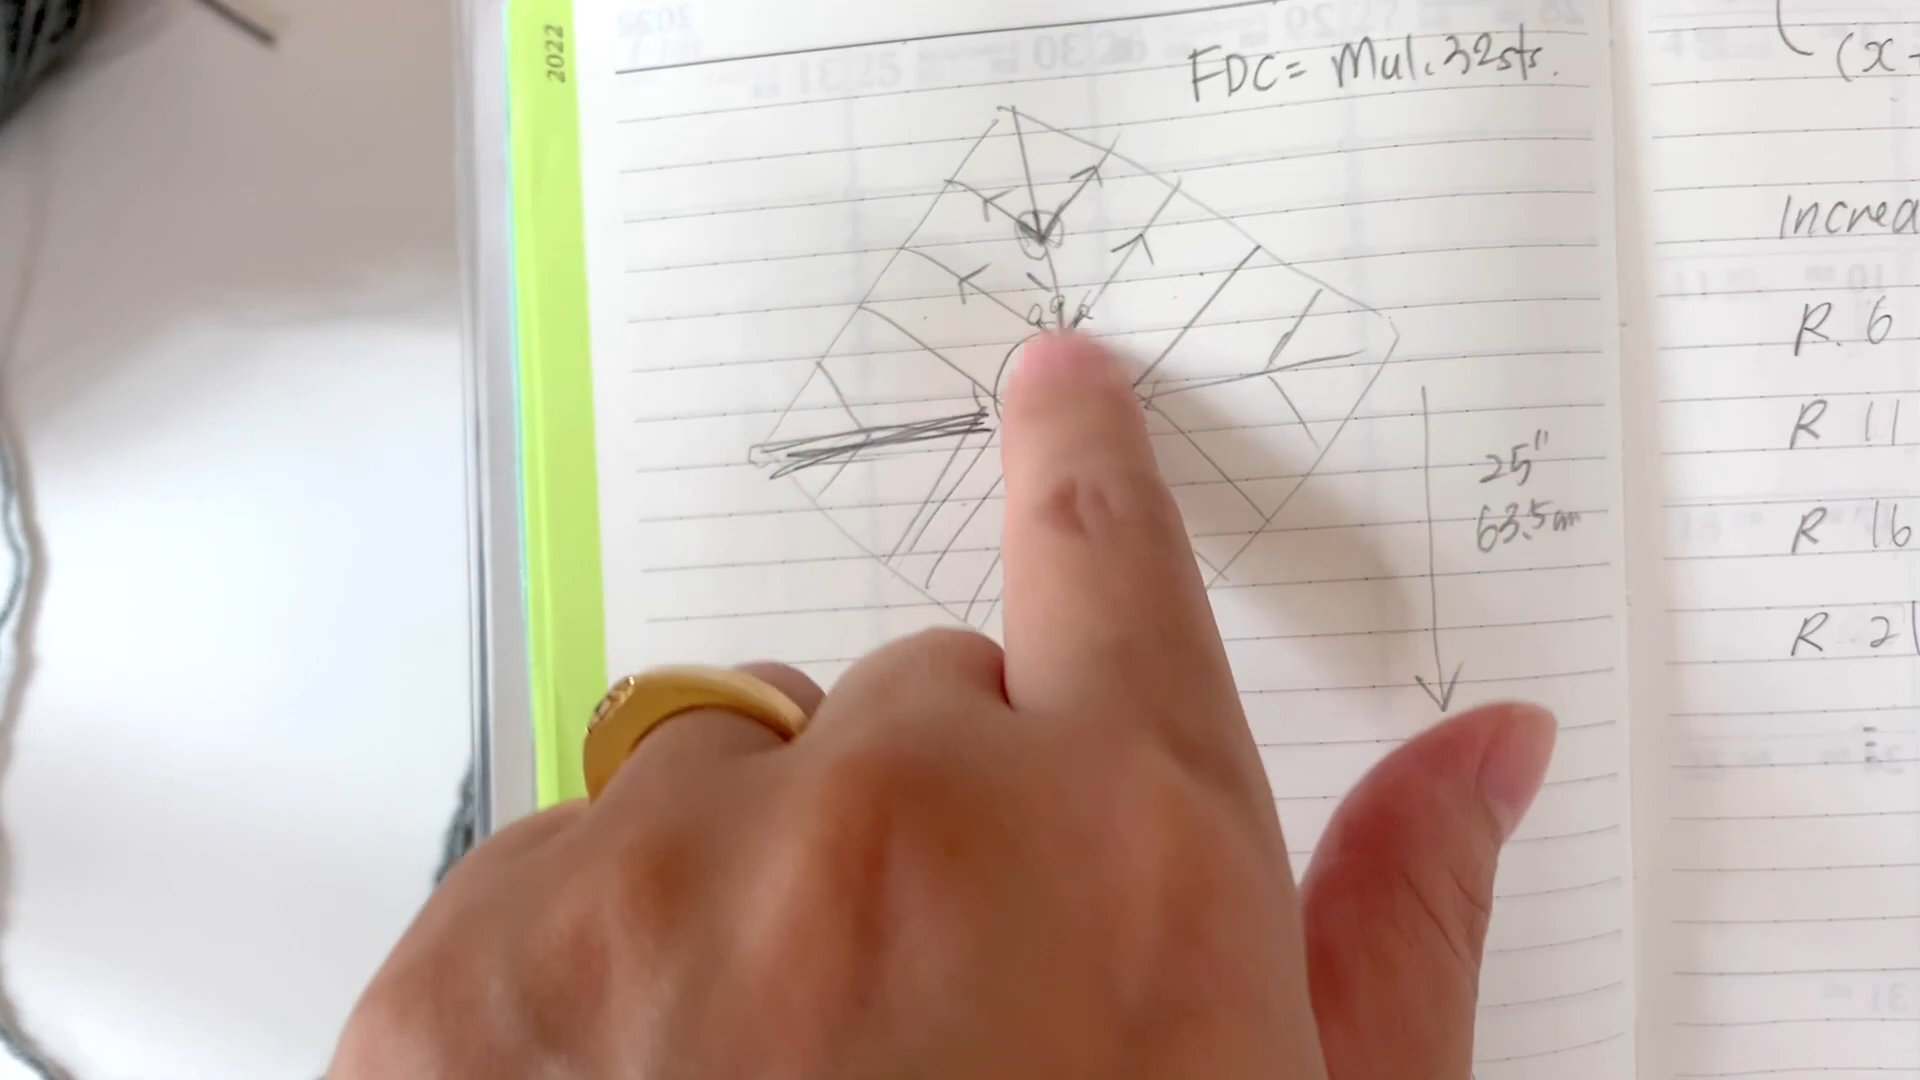 2022
FDC = Mul. 32sts.
25"
63.5cm
(x
Increa
R. 6
R 11
R 16
R 21